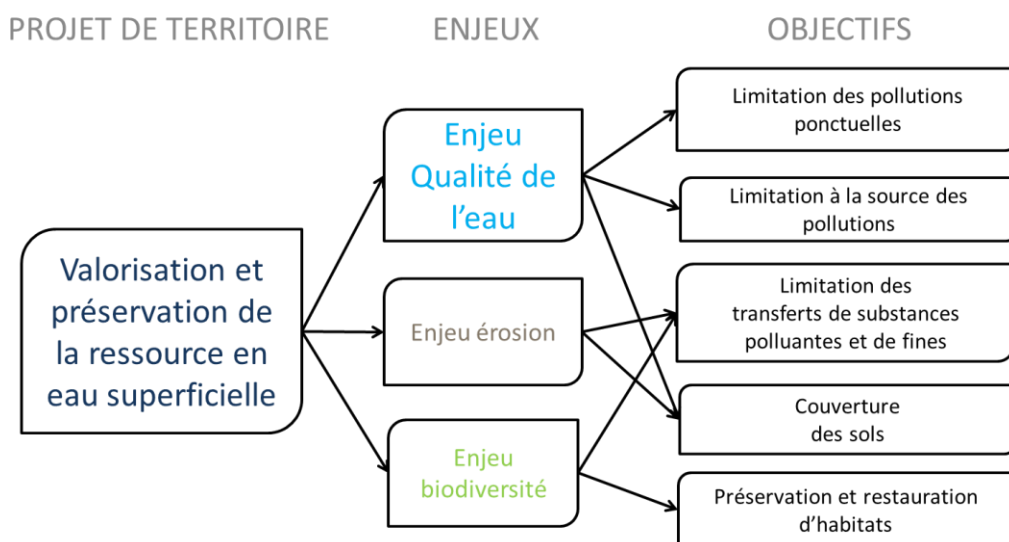 PROJET DE TERRITOIRE
ENJEUX
OBJECTIFS
Valorisation et
préservation de
la ressource en
eau superficielle
Enjeu
Qualité de
l'eau
Enjeu érosion
Enjeu
biodiversité
Limitation des pollutions
ponctuelles
Limitation à la source des
pollutions
Limitation des
transferts de substances
polluantes et de fines
Couverture
des sols
Préservation et restauration
d'habitats